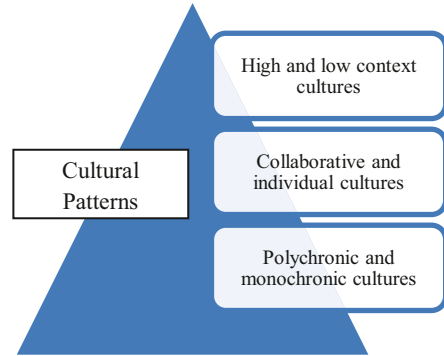 High and low context
cultures
Cultural
Patterns
Collaborative and
individual cultures
Polychronic and
monochronic cultures